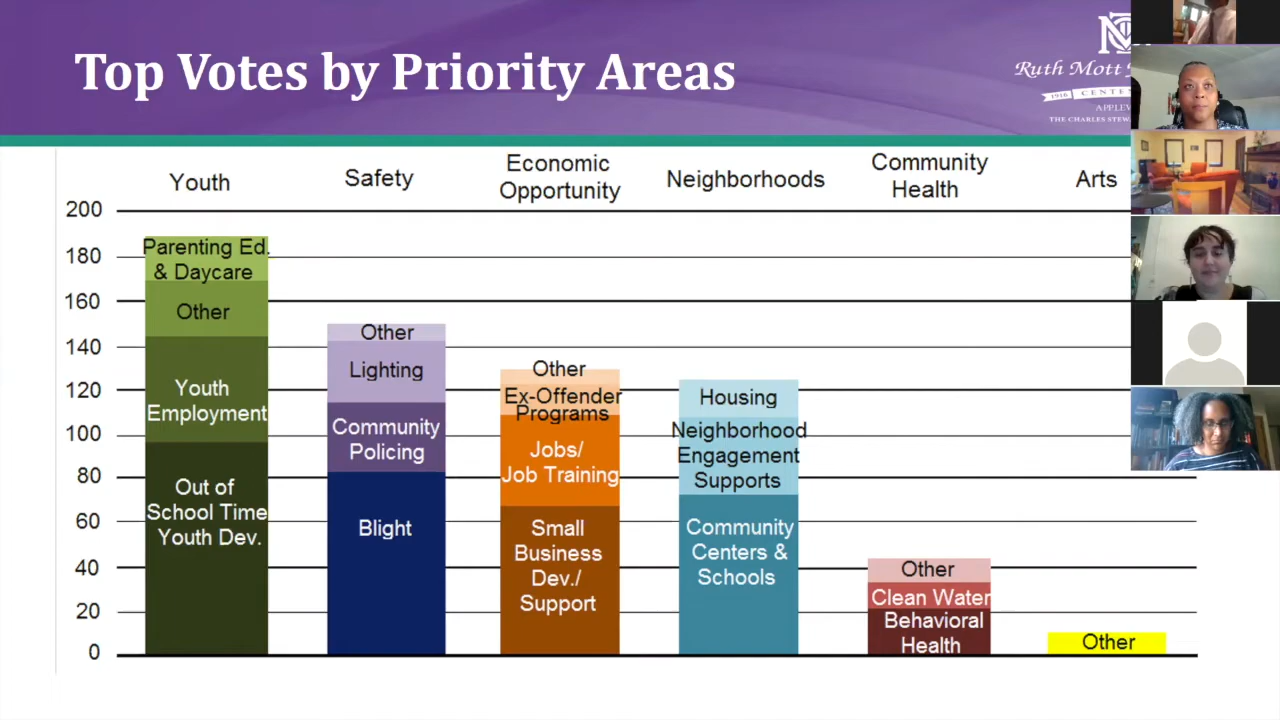 Top Votes by Priority Areas
Ruth Mott
1916 CENTE
APPLEW
THE CHARLES STEW
Youth
Safety
Economic
Opportunity
Neighborhoods
Community
Health
Arts
200
180
160
140
120
100
80
60
40
20
0
Parenting Ed.
& Daycare
Other
Youth
Employment
Out of
School Time
Youth Dev.
Other
Lighting
Community
Policing
Blight
Other
Ex-Offender
Programs
Jobs/
Job Training
Small
Business
Dev./
Support
Housing
Neighborhood
Engagement
Supports
Community
Centers &
Schools
Other
Clean Water
Behavioral
Health
Other